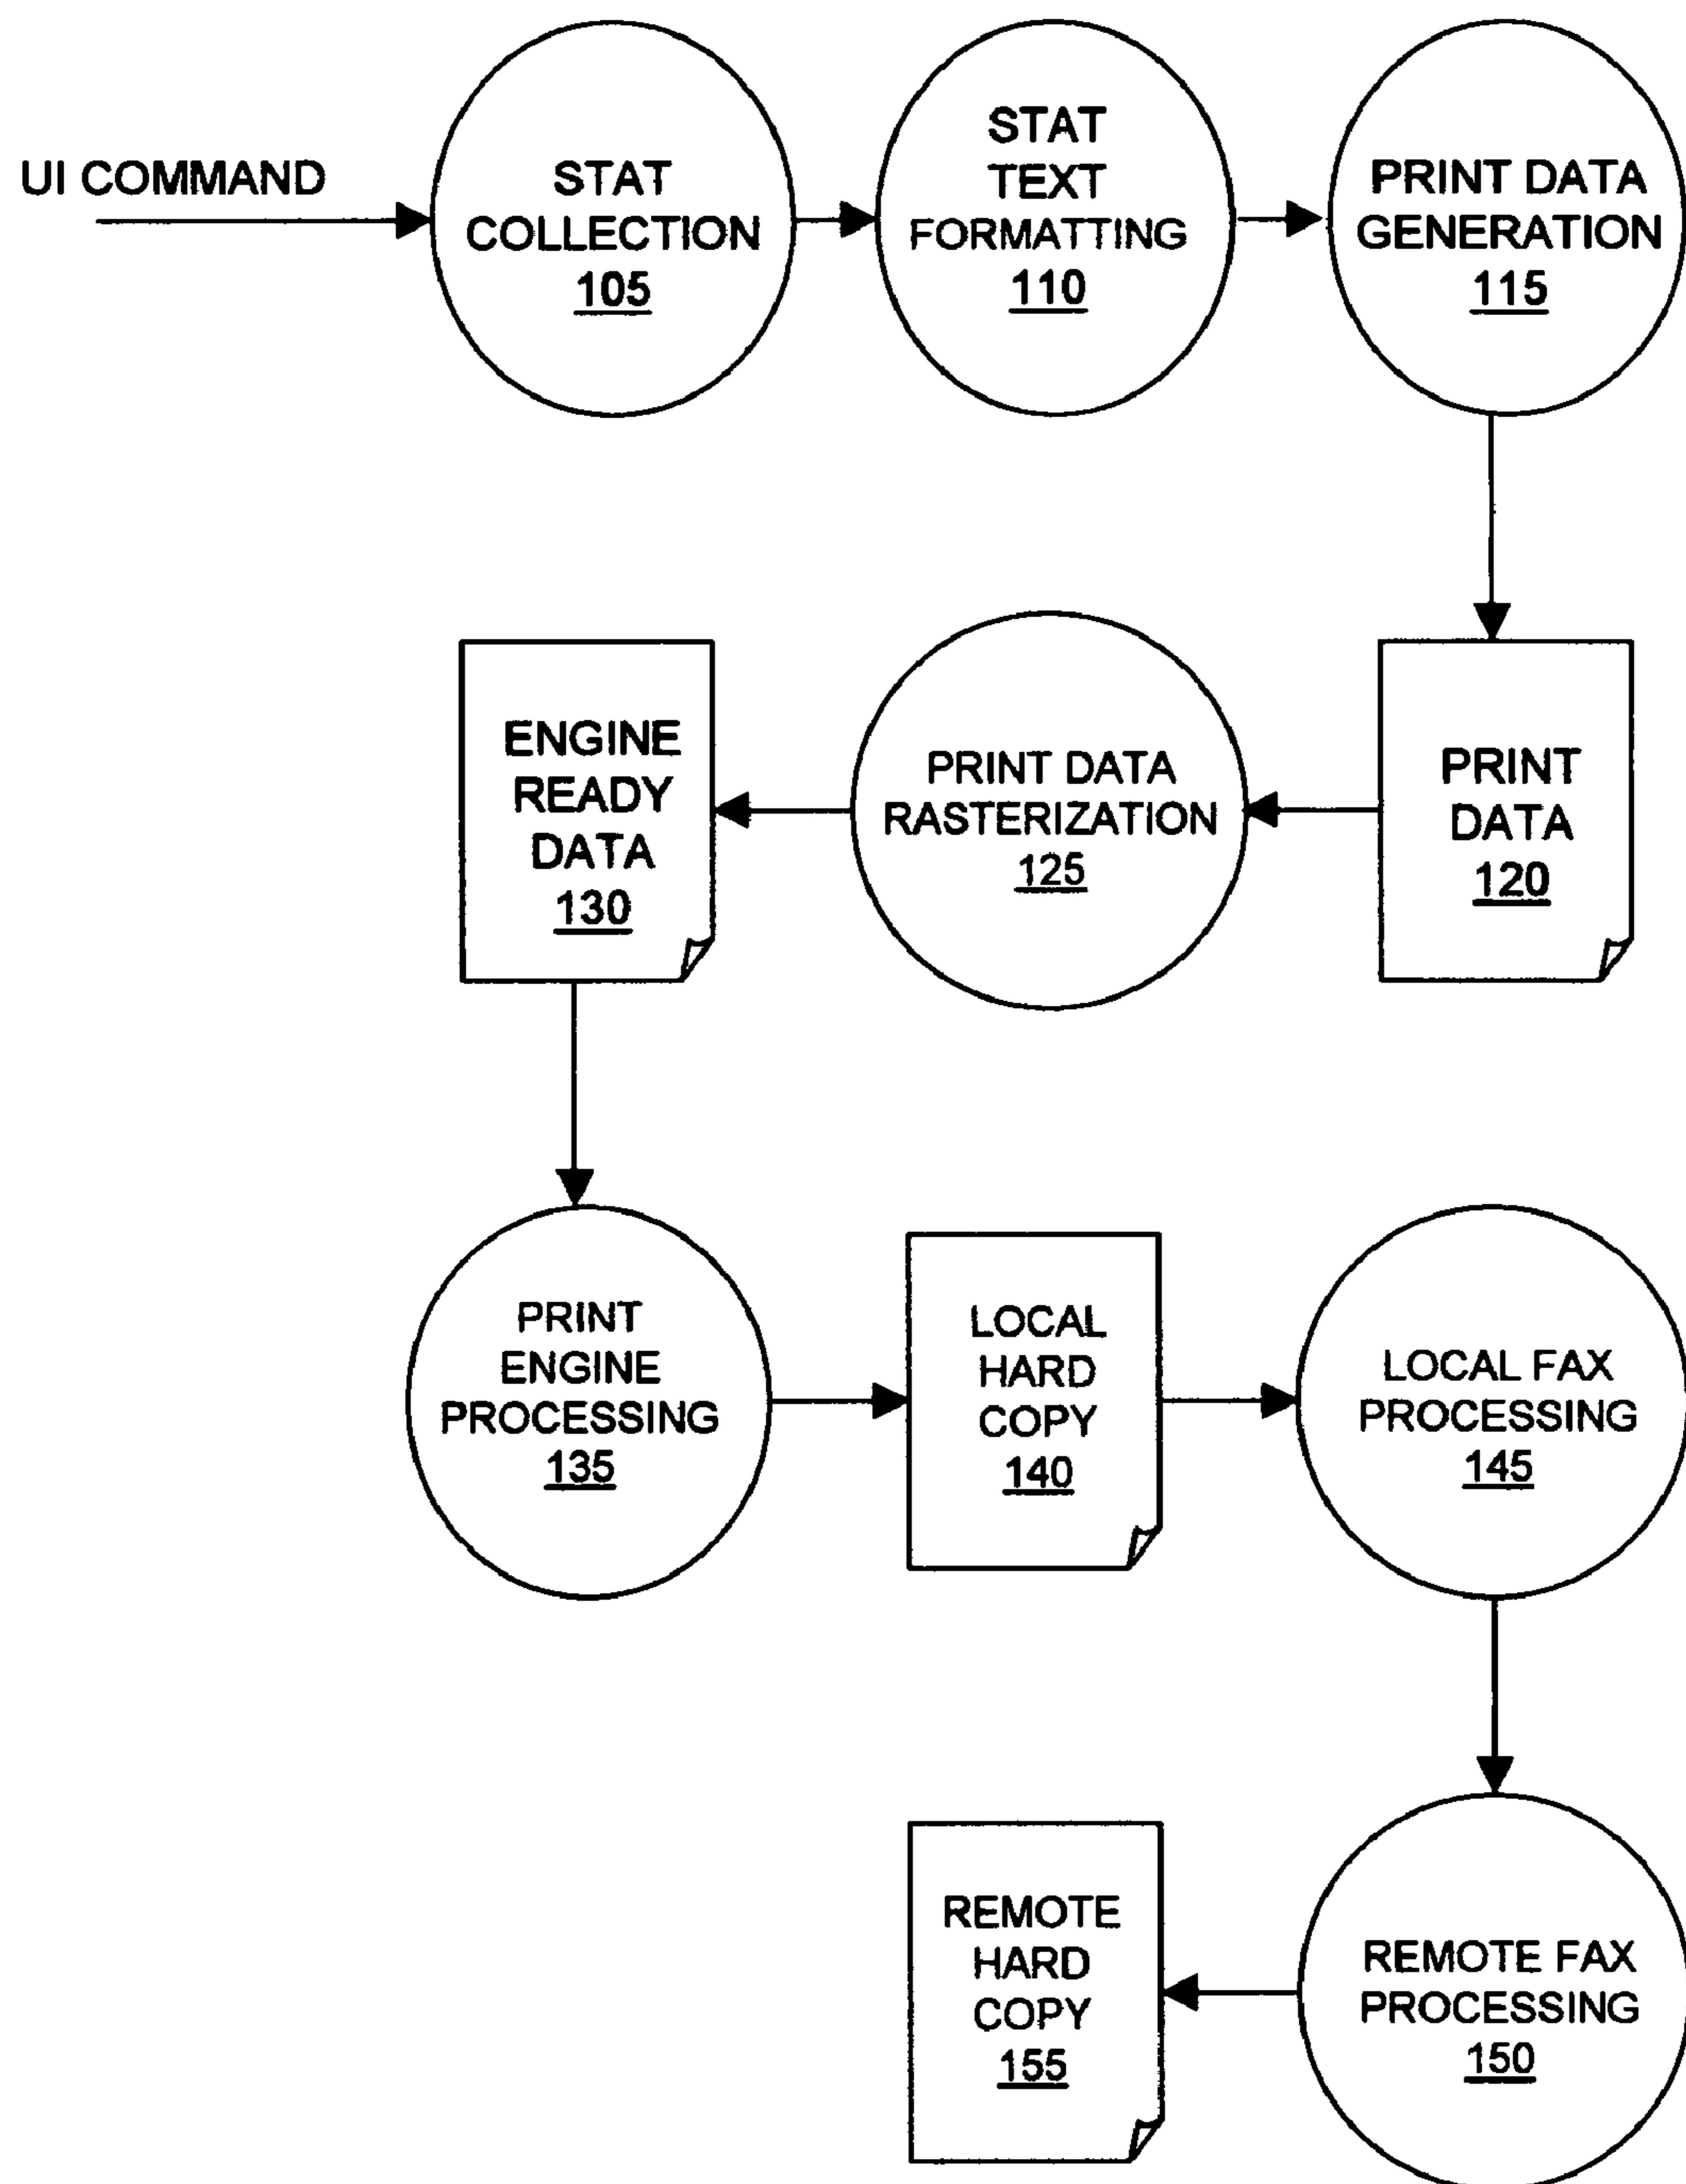 UI COMMAND
STAT
COLLECTION
105
STAT
TEXT
FORMATTING
110
PRINT DATA
GENERATION
115
PRINT
DATA
120
PRINT DATA
RASTERIZATION
125
ENGINE
READY
DATA
130
PRINT
ENGINE
PROCESSING
135
LOCAL
HARD
COPY
140
LOCAL FAX
PROCESSING
145
REMOTE FAX
PROCESSING
150
REMOTE
HARD
COPY
155